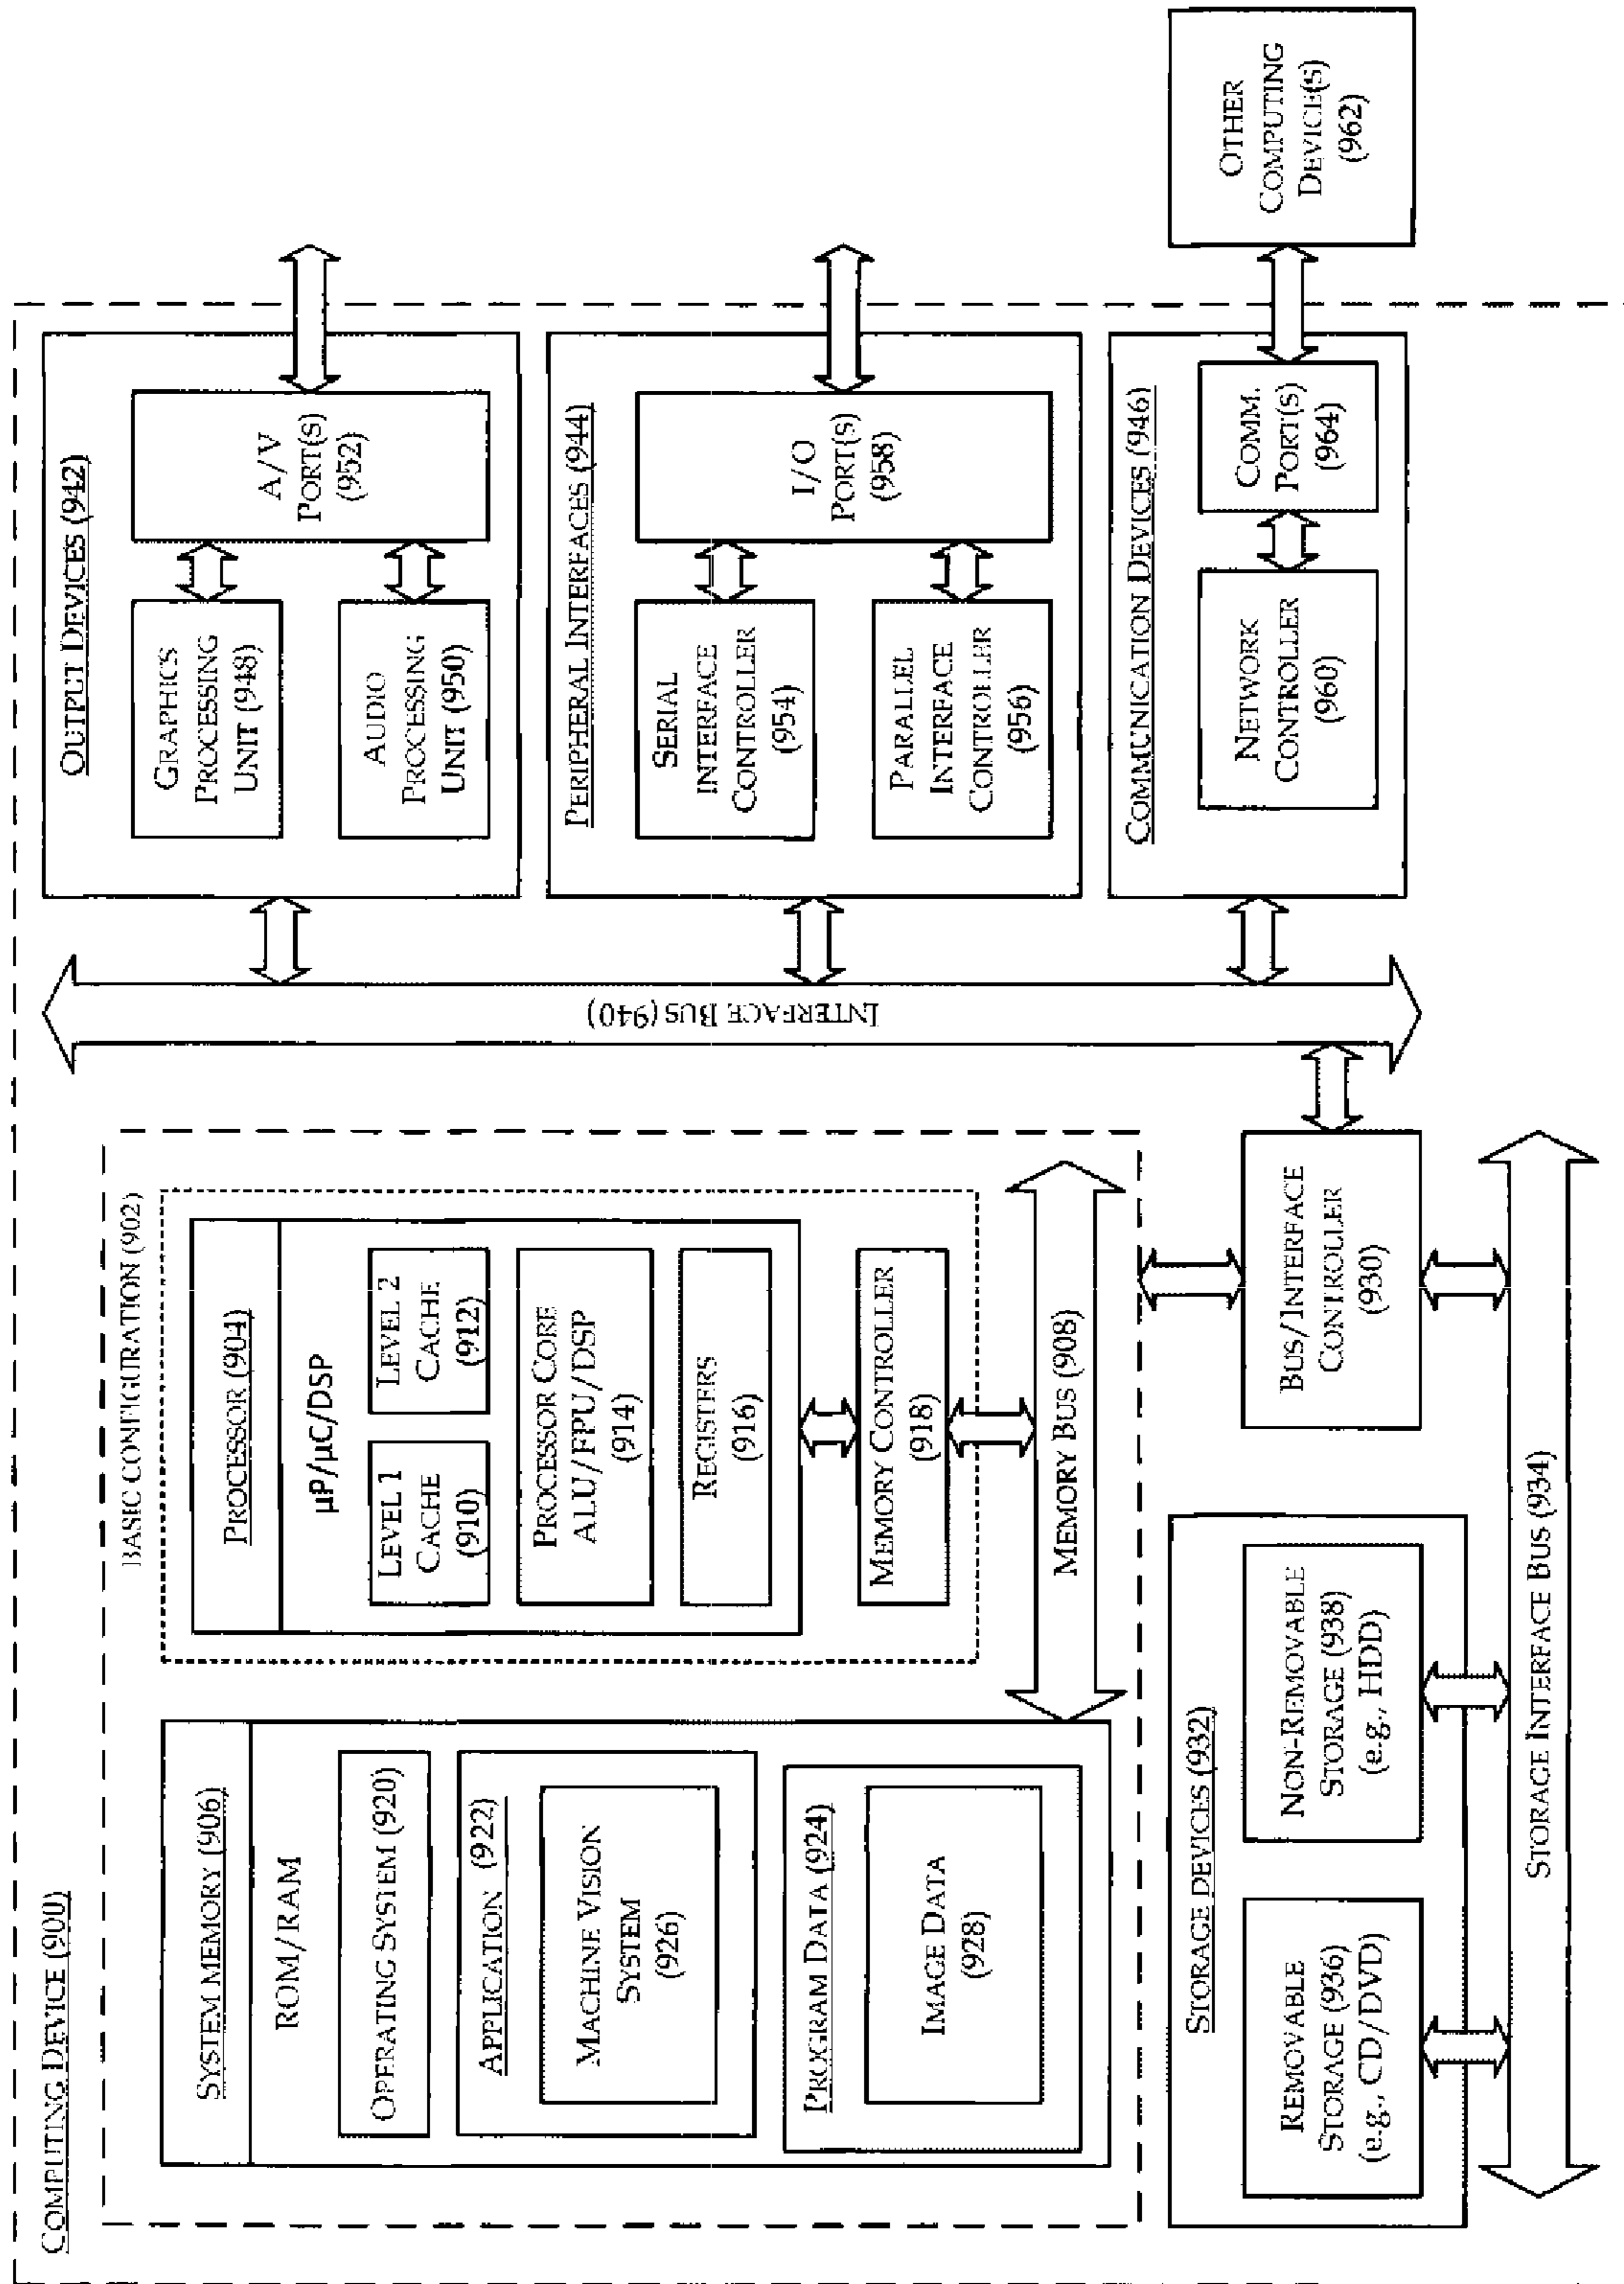 COMPUTING DEVICE (900)
BASIC CONFIGURATION (902)
SYSTEM MEMORY (906)
ROM/RAM
OPERATING SYSTEM (920)
APPLICATION (922)
MACHINE VISION
SYSTEM
(926)
PROGRAM DATA (924)
IMAGE DATA
(928)
PROCESSOR (904)
µP/µC/DSP
LEVEL 1
CACHE
(910)
LEVEL 2
CACHE
(912)
PROCESSOR CORE
ALU/FPU/DSP
(914)
REGISTERS
(916)
MEMORY CONTROLLER
(918)
MEMORY BUS (908)
BUS/INTERFACE
CONTROLLER
(930)
STORAGE DEVICES (932)
REMOVABLE
STORAGE (936)
(e.g., CD/DVD)
NON-REMOVABLE
STORAGE (938)
(e.g., HDD)
STORAGE INTERFACE BUS (934)
INTERFACE BUS (940)
OUTPUT DEVICES (942)
GRAPHICS
PROCESSING
UNIT (948)
AUDIO
PROCESSING
UNIT (950)
A/V
PORT(S)
(952)
PERIPHERAL INTERFACES (944)
SERIAL
INTERFACE
CONTROLLER
(954)
PARALLEL
INTERFACE
CONTROLLER
(956)
I/O
PORT(S)
(958)
COMMUNICATION DEVICES (946)
NETWORK
CONTROLLER
(960)
COMM.
PORT(S)
(964)
OTHER
COMPUTING
DEVICE(S)
(962)